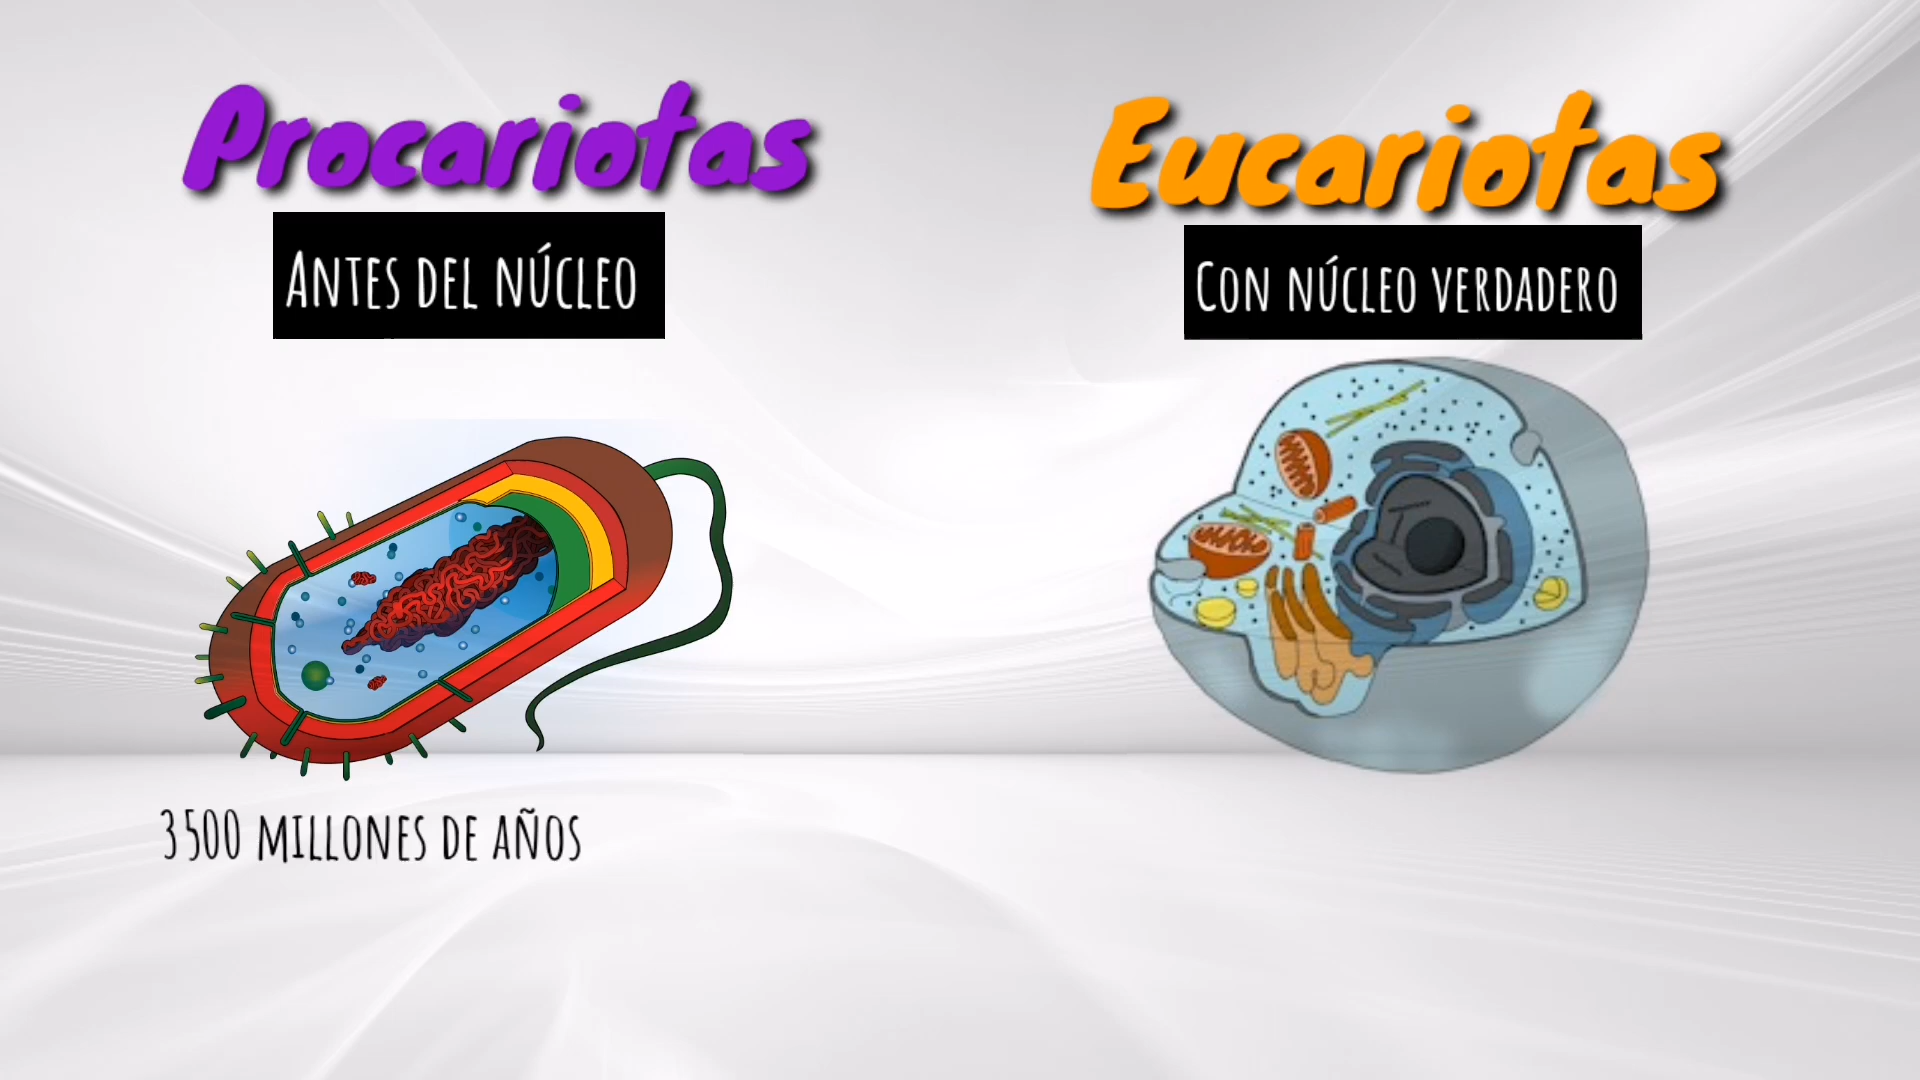 Procariotas
Antes del núcleo
3500 millones de años
Eucariotas
Con núcleo verdadero